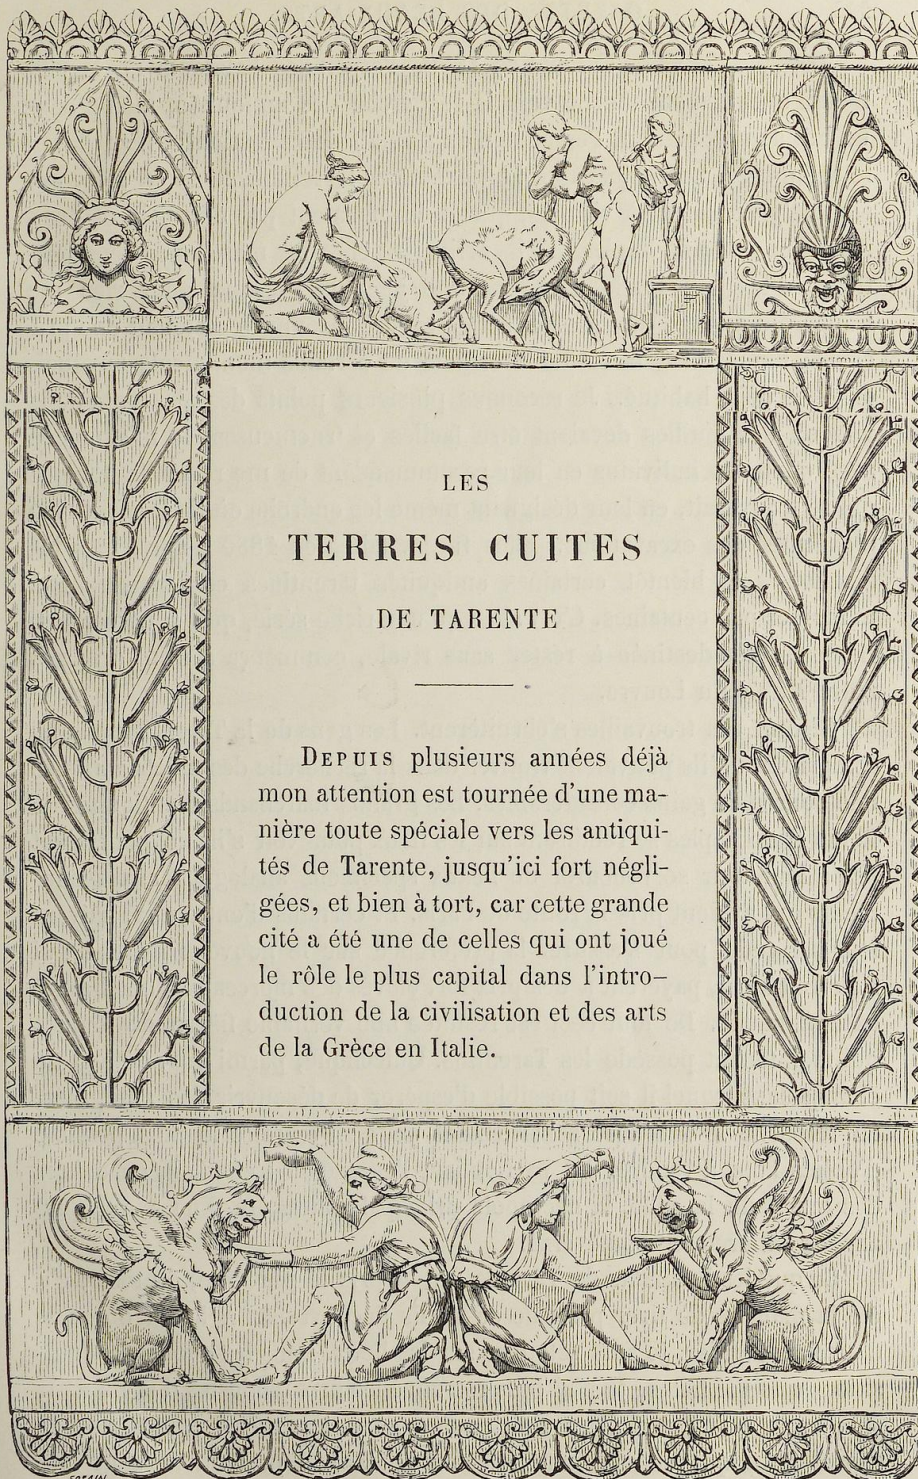 LES
TERRES CUITES
DE TARENTE
DEPUIS plusieurs années déjà
mon attention est tournée d'une ma-
nière toute spéciale vers les antiqui-
tés de Tarente, jusqu'ici fort négli-
gées, et bien à tort, car cette grande
cité a été une de celles qui ont joué
le rôle le plus capital dans l'intro-
duction de la civilisation et des arts
de la Grèce en Italie.